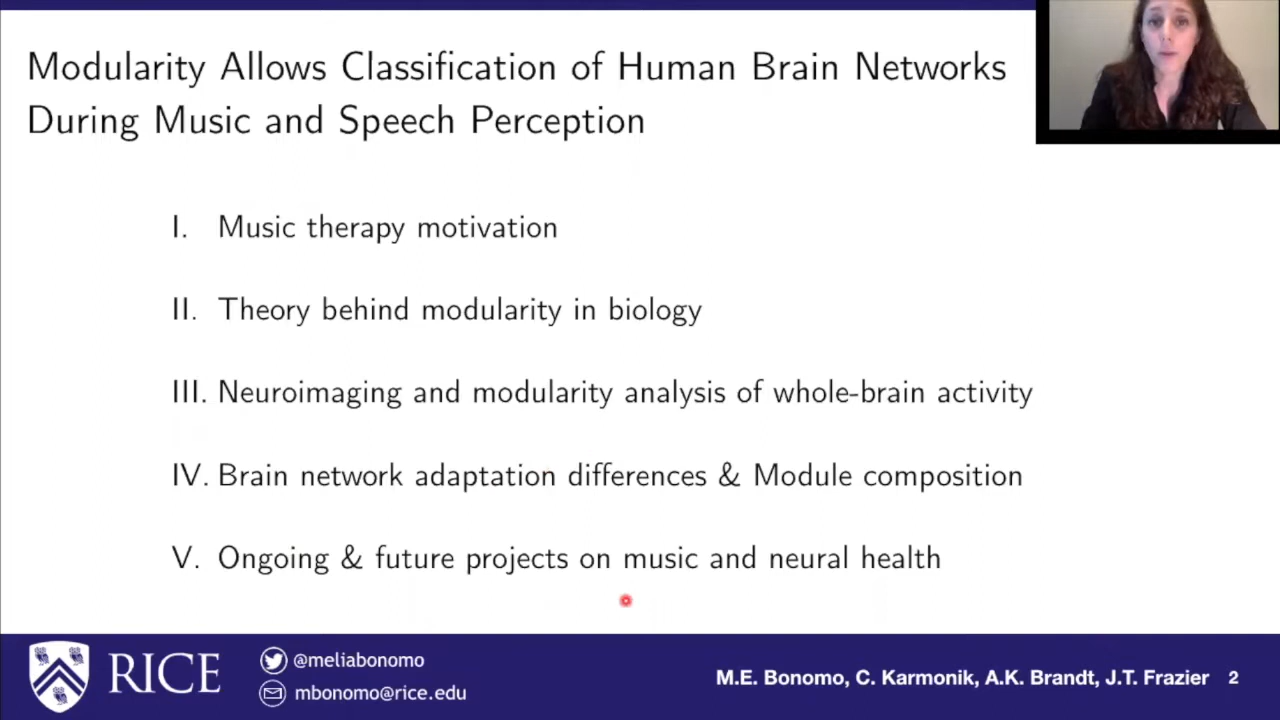 Modularity Allows Classification of Human Brain Networks
During Music and Speech Perception
I. Music therapy motivation
II. Theory behind modularity in biology
III. Neuroimaging and modularity analysis of whole-brain activity
IV. Brain network adaptation differences & Module composition
V. Ongoing & future projects on music and neural health
RICE
@meliabonomo
mbonomo@rice.edu
M.E. Bonomo, C. Karmonik, A.K. Brandt, J.T. Frazier 2